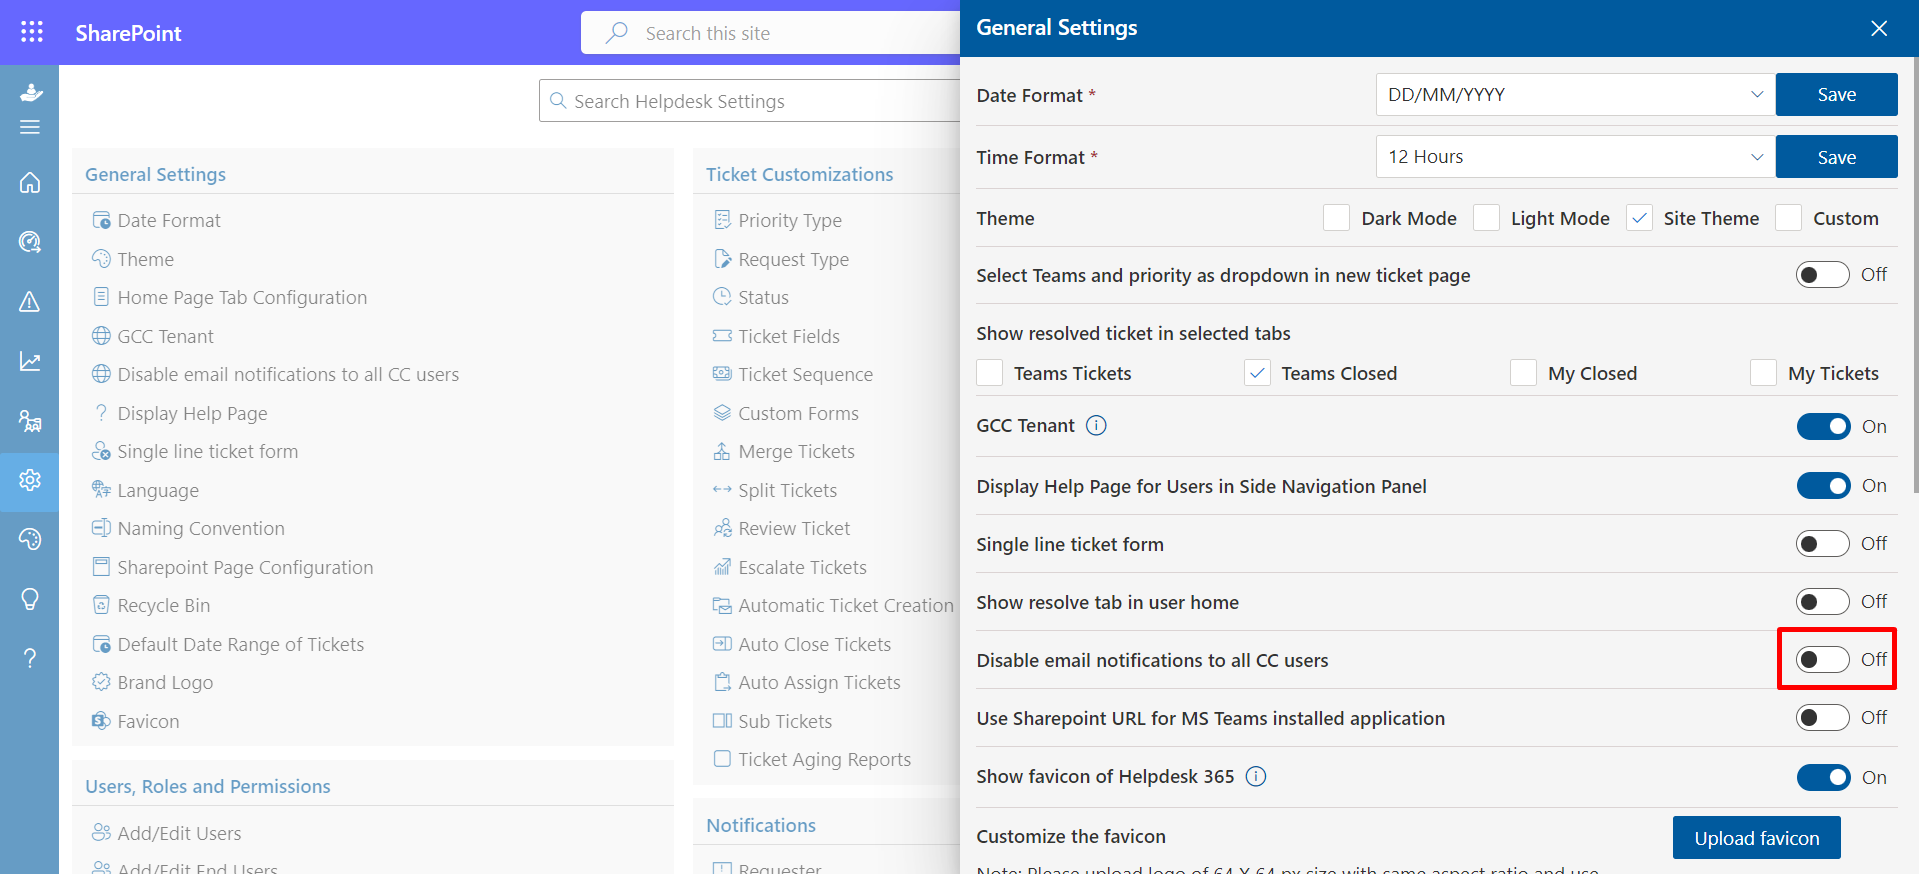 SharePoint
Search this site
Search Helpdesk Settings
General Settings
Date Format
Theme
Home Page Tab Configuration
GCC Tenant
Disable email notifications to all CC users
Display Help Page
Single line ticket form
Language
Naming Convention
Sharepoint Page Configuration
Recycle Bin
Default Date Range of Tickets
Brand Logo
Favicon
Users, Roles and Permissions
Add/Edit Users
Add/Edit End Users
Ticket Customizations
Priority Type
Request Type
Status
Ticket Fields
Ticket Sequence
Custom Forms
Merge Tickets
Split Tickets
Review Ticket
Escalate Tickets
Automatic Ticket Creation
Auto Close Tickets
Auto Assign Tickets
Sub Tickets
Ticket Aging Reports
Notifications
Requester
General Settings
Date Format * DD/MM/YYYY Save
Time Format * 12 Hours Save
Theme Dark Mode Light Mode Site Theme Custom
Select Teams and priority as dropdown in new ticket page Off
Show resolved ticket in selected tabs
Teams Tickets Teams Closed My Closed My Tickets
GCC Tenant On
Display Help Page for Users in Side Navigation Panel On
Single line ticket form Off
Show resolve tab in user home Off
Disable email notifications to all CC users Off
Use Sharepoint URL for MS Teams installed application Off
Show favicon of Helpdesk 365 On
Customize the favicon Upload favicon
Note: Please upload logo of 64 X 64 px size with same aspect ratio and use